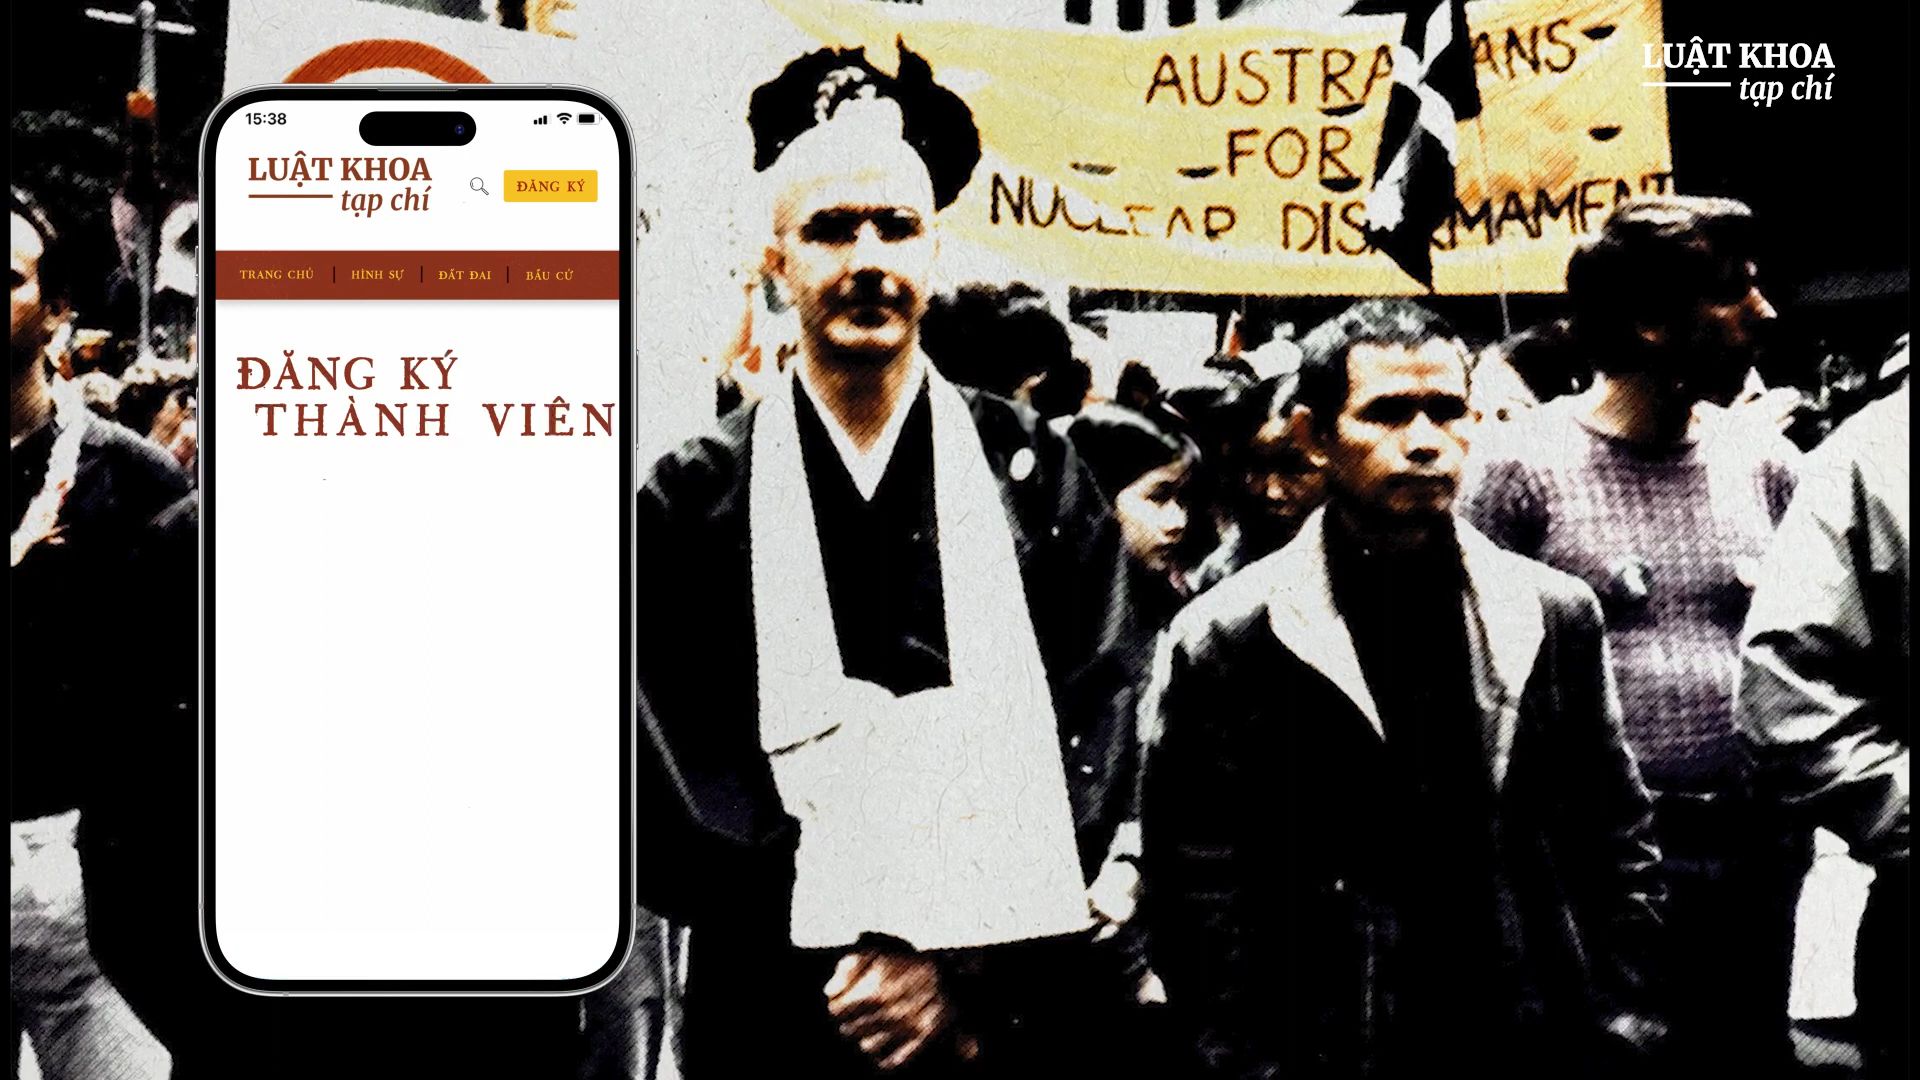 15:38
LUẬT KHOA
tạp chí
ĐĂNG KÝ
TRANG CHỦ
HÌNH SỰ
ĐẤT ĐAI
BẦU CỬ
ĐĂNG KÝ
THÀNH VIÊN
AUSTRA ANS
FOR
NUCLEAR DIS RMAMENT
LUẬT KHOA
tạp chí